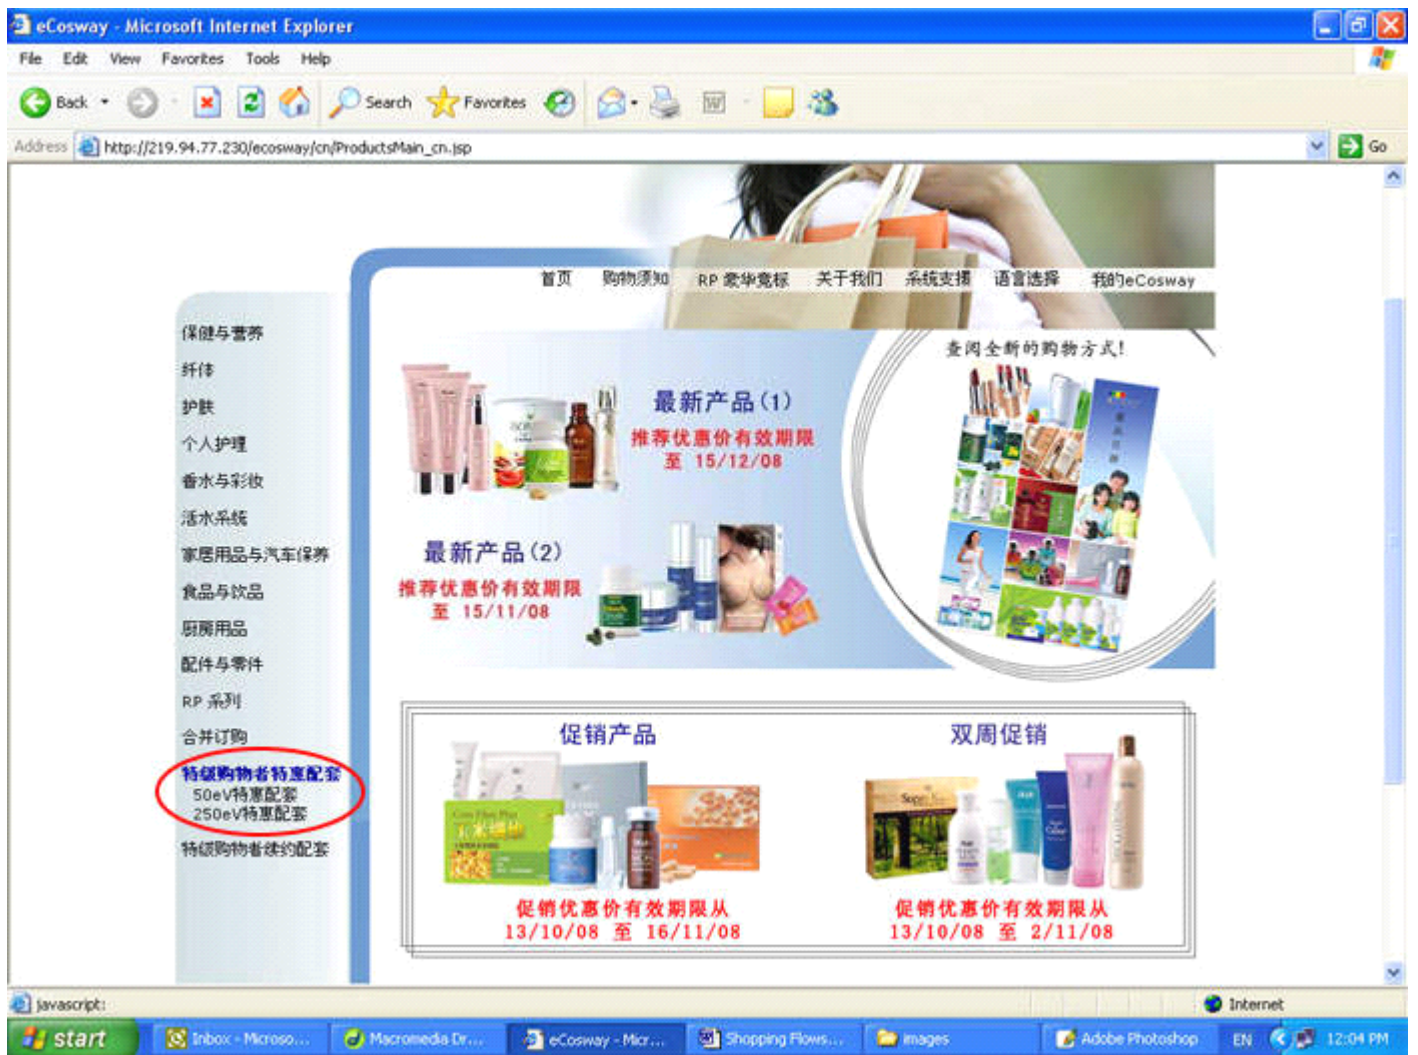 eCosway - Microsoft Internet Explorer
File Edit View Favorites Tools Help
Back Search Favorites
Address http://219.94.77.230/ecosway/cn/ProductsMain_cn.jsp Go
首页 购物须知 RP 豪华竞标 关于我们 系统支援 语言选择 我的eCosway
保健与营养
纤体
护肤
个人护理
香水与彩妆
活水系统
家居用品与汽车保养
食品与饮品
厨房用品
配件与零件
RP 系列
合并订购
特级购物者特惠配套
50eV特惠配套
250eV特惠配套
特级购物者续约配套
最新产品(1)
推荐优惠价有效期限
至 15/12/08
最新产品(2)
推荐优惠价有效期限
至 15/11/08
查阅全新的购物方式!
促销产品
促销优惠价有效期限从
13/10/08 至 16/11/08
双周促销
促销优惠价有效期限从
13/10/08 至 2/11/08
javascript:
Internet
start
Inbox - Microso...
Macromedia Dr...
eCosway - Micr...
Shopping Flows...
images
Adobe Photoshop
EN
12:04 PM